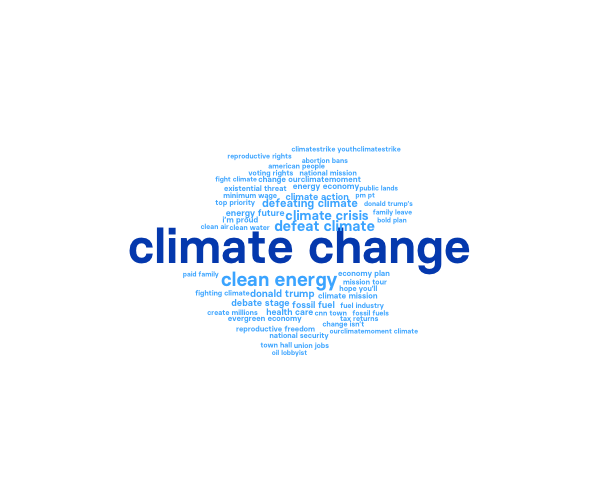 climatestrike youthclimatestrike
reproductive rights
abortion bans
american people
voting rights national mission
fight climate change ourclimatemoment
existential threat energy economy public lands
minimum wage climate action pm pt
top priority defeating climate donald trump's
energy future climate crisis family leave
i'm proud bold plan
clean air clean water defeat climate
climate change
paid family clean energy economy plan
mission tour
hope you'll
fighting climate donald trump climate mission
debate stage fossil fuel fuel industry
create millions health care cnn town fossil fuels
evergreen economy tax returns
change isn't
reproductive freedom ourclimatemoment climate
national security
town hall union jobs
oil lobbyist